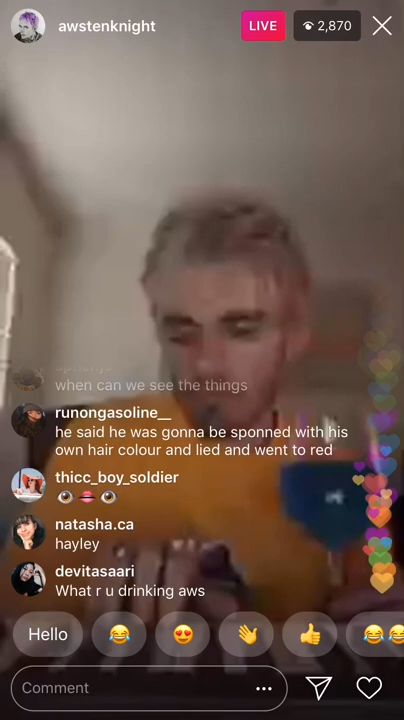 awstenknight
LIVE
2,870
when can we see the things
runongasoline__
he said he was gonna be sponned with his
own hair colour and lied and went to red
thicc_boy_soldier
👁👄👁
natasha.ca
hayley
devitasaari
What r u drinking aws
Hello
Comment